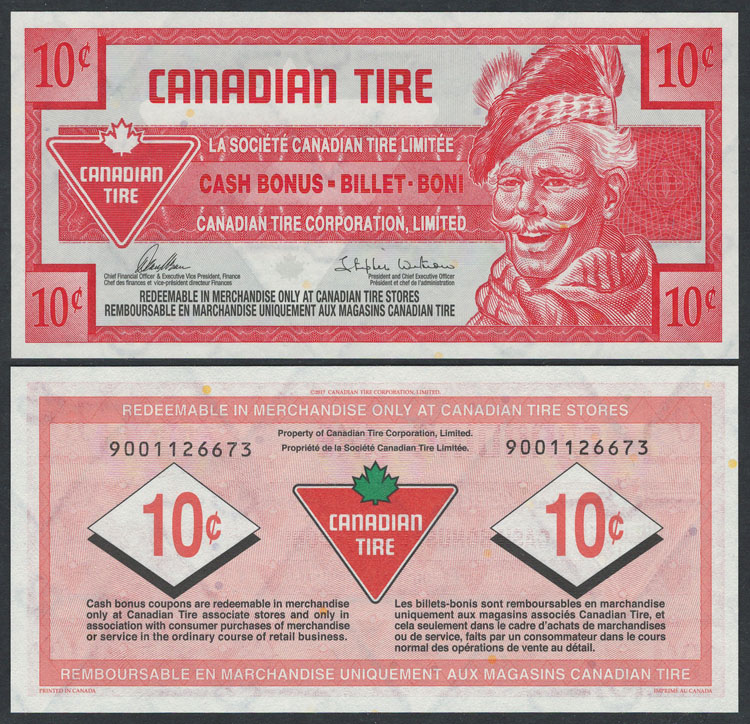 10¢
10¢
CANADIAN TIRE
LA SOCIÉTÉ CANADIAN TIRE LIMITÉE
CANADIAN
TIRE
CASH BONUS - BILLET - BONI
CANADIAN TIRE CORPORATION, LIMITED
Chief Financial Officer & Executive Vice President, Finance
Chef des finances et vice-président directeur Finances
President and Chief Executive Officer
Président et chef de l'administration
10¢
10¢
REDEEMABLE IN MERCHANDISE ONLY AT CANADIAN TIRE STORES
REMBOURSABLE EN MARCHANDISE UNIQUEMENT AUX MAGASINS CANADIAN TIRE
CANADIAN TIRE CORPORATION, LIMITED.
REDEEMABLE IN MERCHANDISE ONLY AT CANADIAN TIRE STORES
Property of Canadian Tire Corporation, Limited.
Propriété de la Société Canadian Tire Limitée.
9001126673
9001126673
10¢
CANADIAN
TIRE
10¢
Cash bonus coupons are redeemable in merchandise
only at Canadian Tire associate stores and only in
association with consumer purchases of merchandise
or service in the ordinary course of retail business.
Les billets-bonis sont remboursables en marchandise
uniquement aux magasins associés Canadian Tire, et
cela seulement dans le cadre d'achats de marchandises
ou de service, faits par un consommateur dans le cours
normal des opérations de vente au détail.
REMBOURSABLE EN MARCHANDISE UNIQUEMENT AUX MAGASINS CANADIAN TIRE
PRINTED IN CANADA
IMPRIMÉ AU CANADA